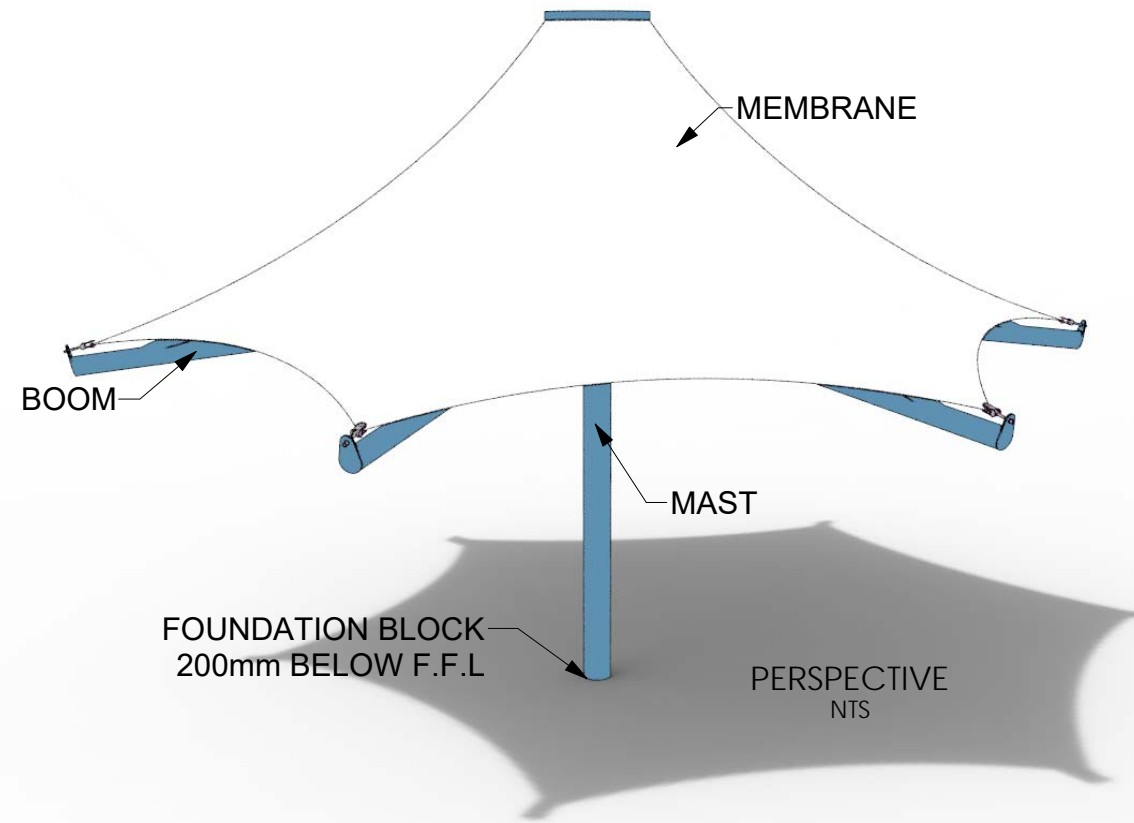 MEMBRANE
BOOM
MAST
FOUNDATION BLOCK
200mm BELOW F.F.L
PERSPECTIVE
NTS